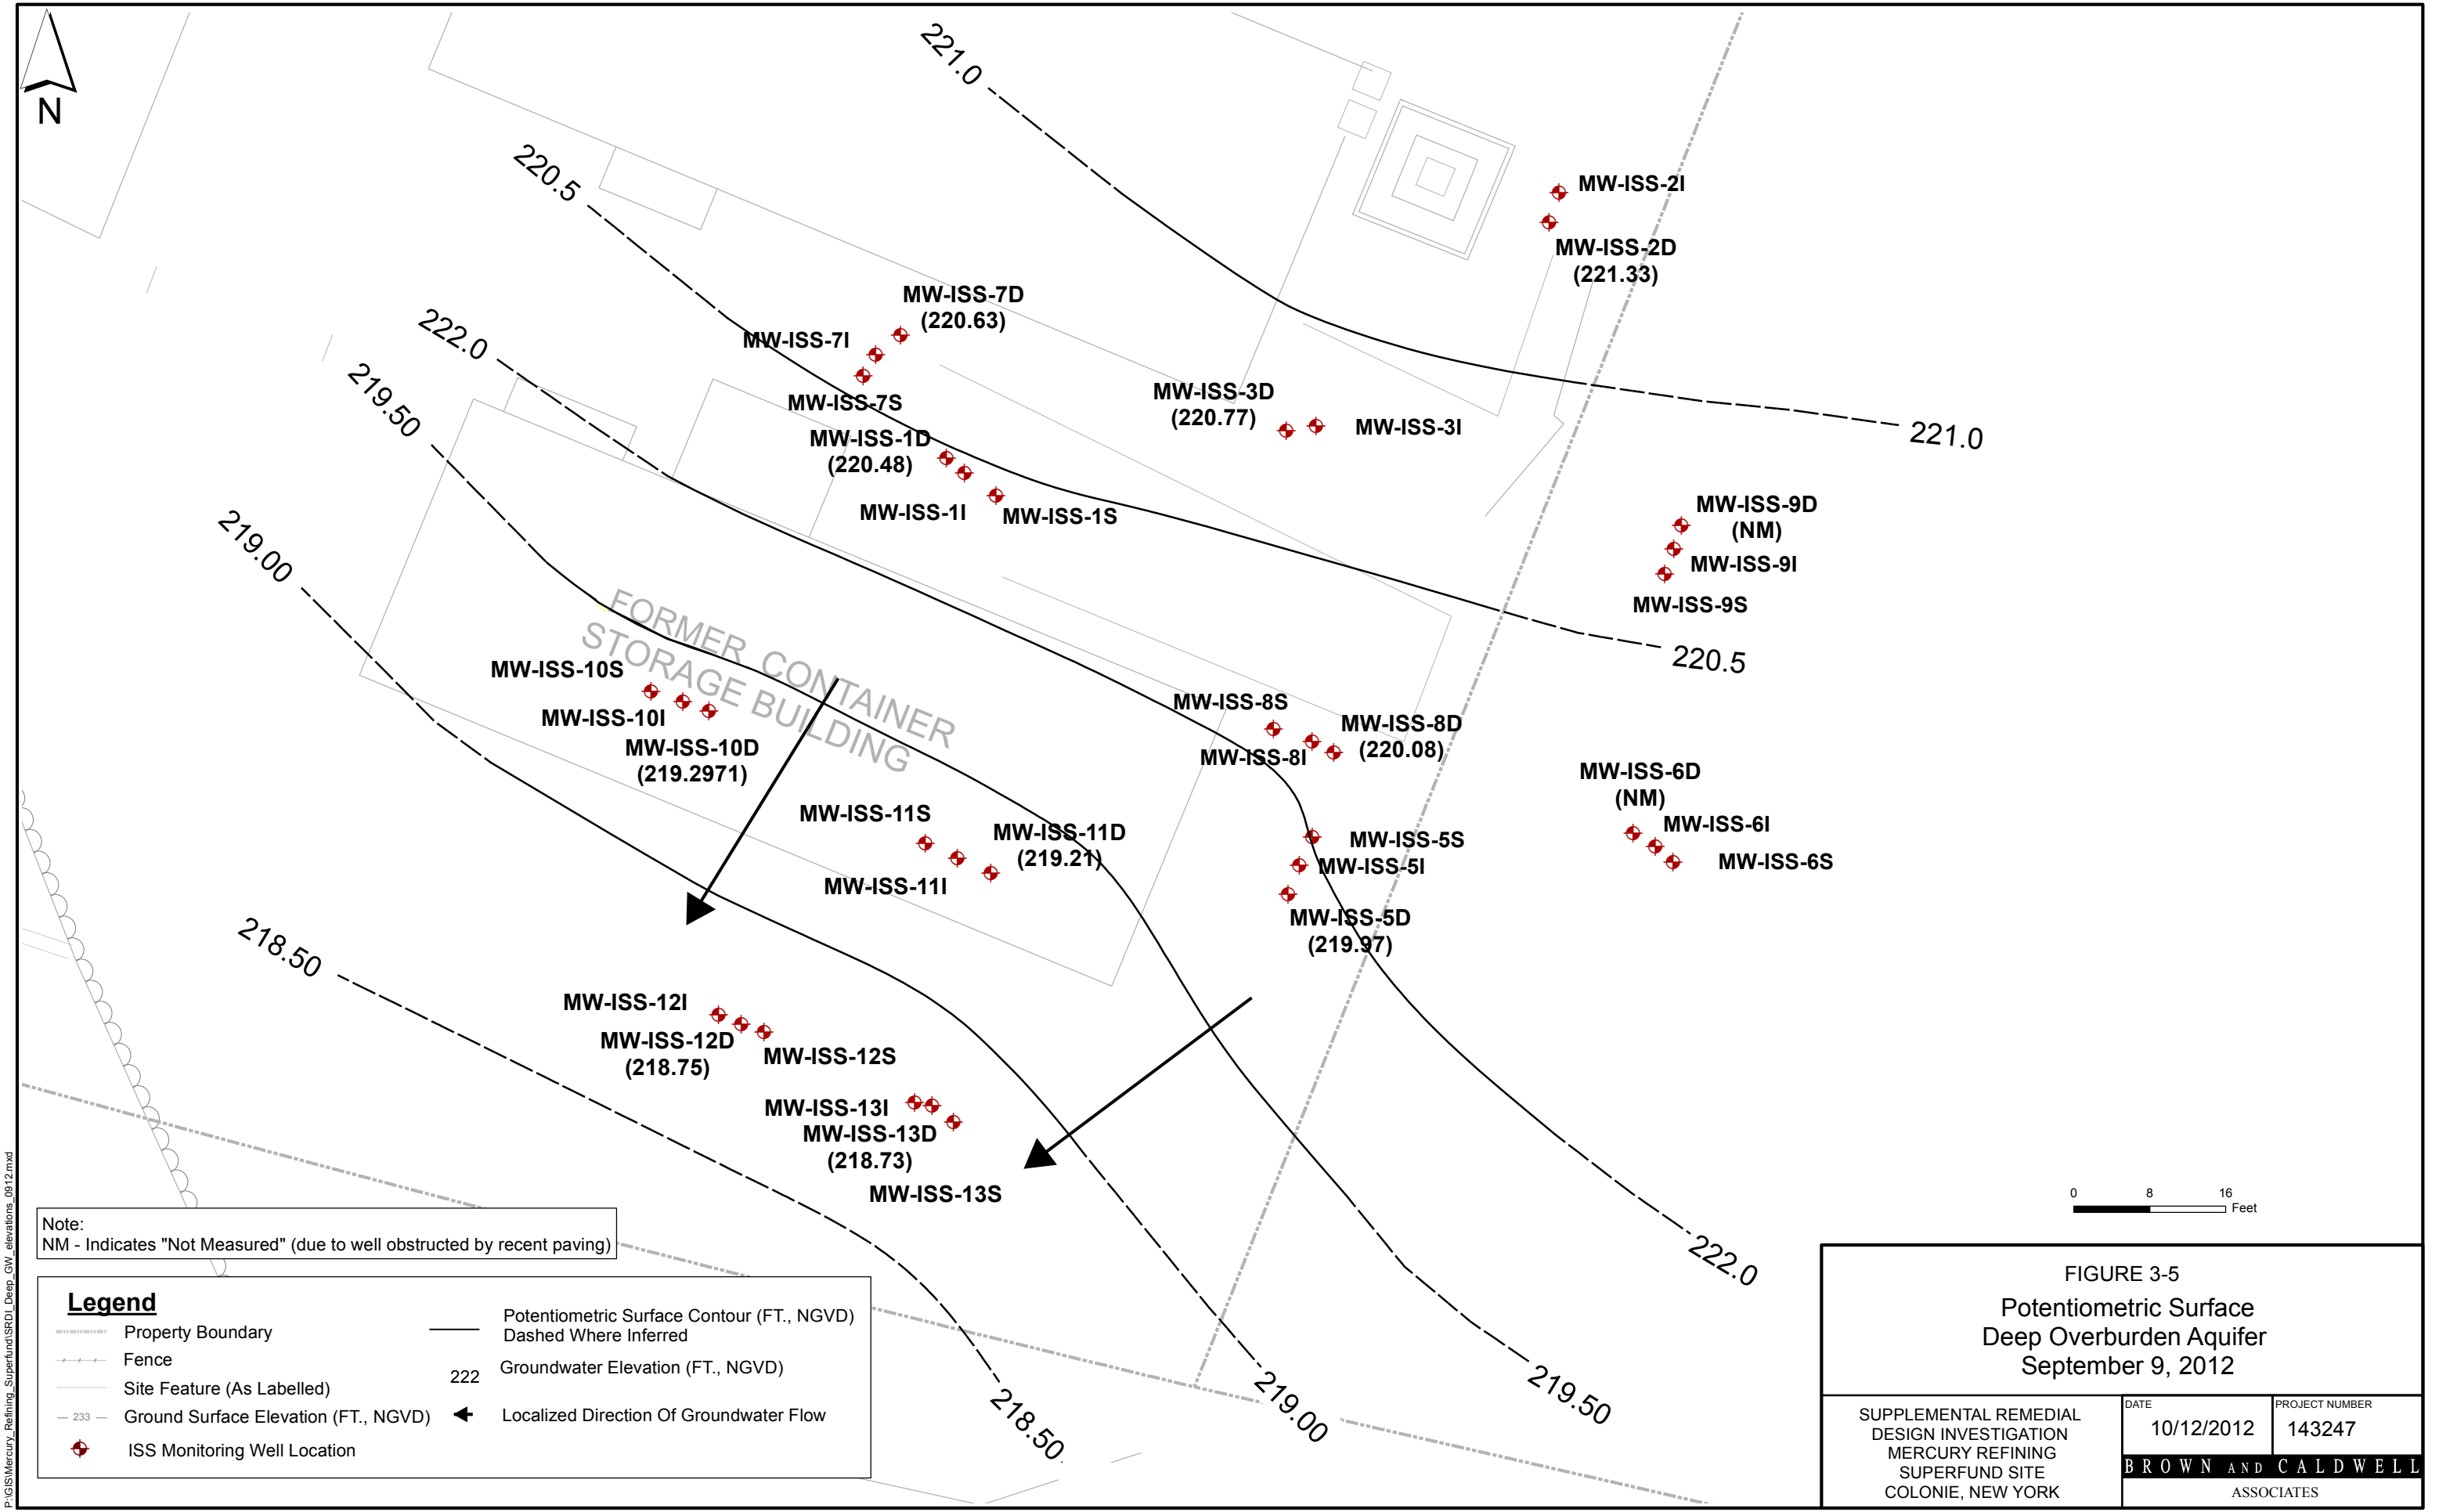 N
221.0
220.5
222.0
219.50
219.00
218.50
MW-ISS-2I
MW-ISS-2D
(221.33)
MW-ISS-7D
(220.63)
MW-ISS-7I
MW-ISS-7S
MW-ISS-3D
(220.77)
MW-ISS-3I
221.0
MW-ISS-1D
(220.48)
MW-ISS-1I
MW-ISS-1S
MW-ISS-9D
(NM)
MW-ISS-9I
MW-ISS-9S
220.5
FORMER CONTAINER
STORAGE BUILDING
MW-ISS-10S
MW-ISS-10I
MW-ISS-10D
(219.2971)
MW-ISS-8S
MW-ISS-8D
(220.08)
MW-ISS-8I
MW-ISS-6D
(NM)
MW-ISS-6I
MW-ISS-6S
MW-ISS-11S
MW-ISS-11D
(219.21)
MW-ISS-11I
MW-ISS-5S
MW-ISS-5I
MW-ISS-5D
(219.97)
MW-ISS-12I
MW-ISS-12D
(218.75)
MW-ISS-12S
MW-ISS-13I
MW-ISS-13D
(218.73)
MW-ISS-13S
222.0
219.50
219.00
218.50
0 8 16
Feet
Note:
NM - Indicates "Not Measured" (due to well obstructed by recent paving)
Legend
Property Boundary
Fence
Site Feature (As Labelled)
233
Ground Surface Elevation (FT., NGVD)
ISS Monitoring Well Location
Potentiometric Surface Contour (FT., NGVD)
Dashed Where Inferred
222
Groundwater Elevation (FT., NGVD)
Localized Direction Of Groundwater Flow
FIGURE 3-5
Potentiometric Surface
Deep Overburden Aquifer
September 9, 2012
SUPPLEMENTAL REMEDIAL
DESIGN INVESTIGATION
MERCURY REFINING
SUPERFUND SITE
COLONIE, NEW YORK
DATE
10/12/2012
PROJECT NUMBER
143247
BROWN AND CALDWELL
ASSOCIATES
P:\GIS\Mercury_Refining_Superfund\SRDI_Deep_GW_elevations_0912.mxd